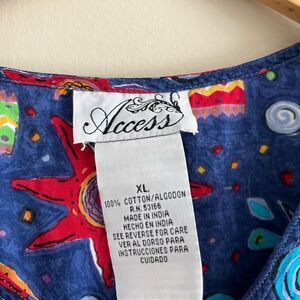 Access
XL
100% COTTON/ALGODON
R.N. 53166
MADE IN INDIA
HECHO EN INDIA
SEE REVERSE FOR CARE
VER AL DORSO PARA
INSTRUCCIONES PARA
CUIDADO